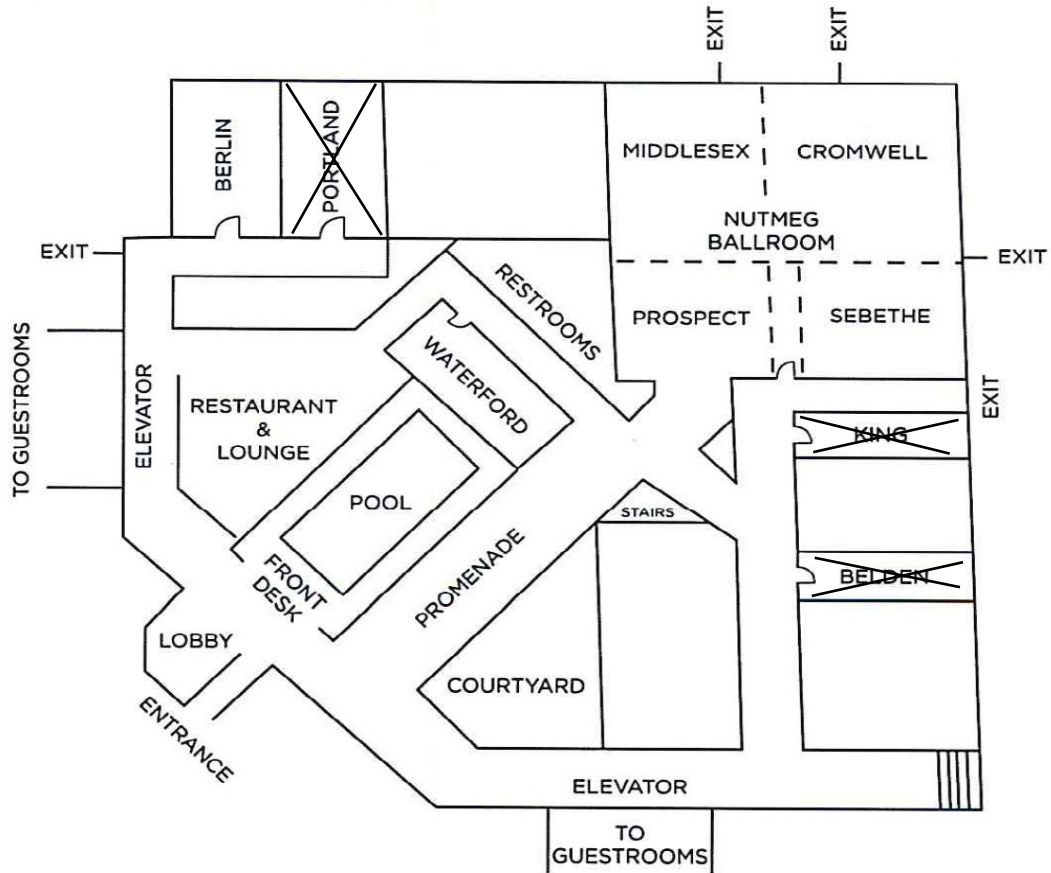 EXIT
EXIT
BERLIN
PORTLAND
MIDDLESEX
CROMWELL
NUTMEG
BALLROOM
EXIT
EXIT
RESTROOMS
PROSPECT
SEBETHE
TO GUESTROOMS
ELEVATOR
RESTAURANT
&
LOUNGE
WATERFORD
EXIT
KING
POOL
STAIRS
PROMENADE
FRONT
DESK
BELDEN
LOBBY
COURTYARD
ENTRANCE
ELEVATOR
TO
GUESTROOMS